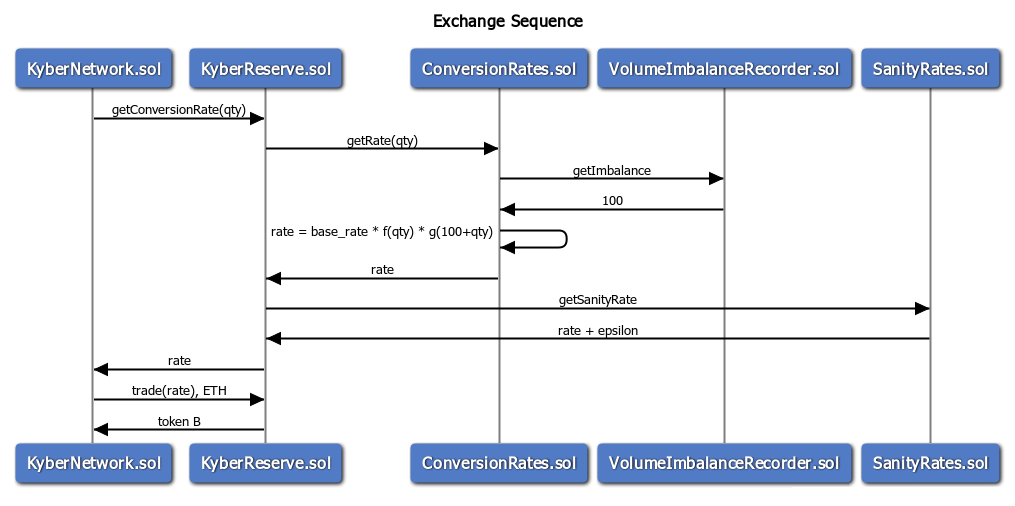 Exchange Sequence
KyberNetwork.sol KyberReserve.sol ConversionRates.sol VolumeImbalanceRecorder.sol SanityRates.sol
getConversionRate(qty)
getRate(qty)
getImbalance
100
rate = base_rate * f(qty) * g(100+qty)
rate
getSanityRate
rate + epsilon
rate
trade(rate), ETH
token B
KyberNetwork.sol KyberReserve.sol ConversionRates.sol VolumeImbalanceRecorder.sol SanityRates.sol